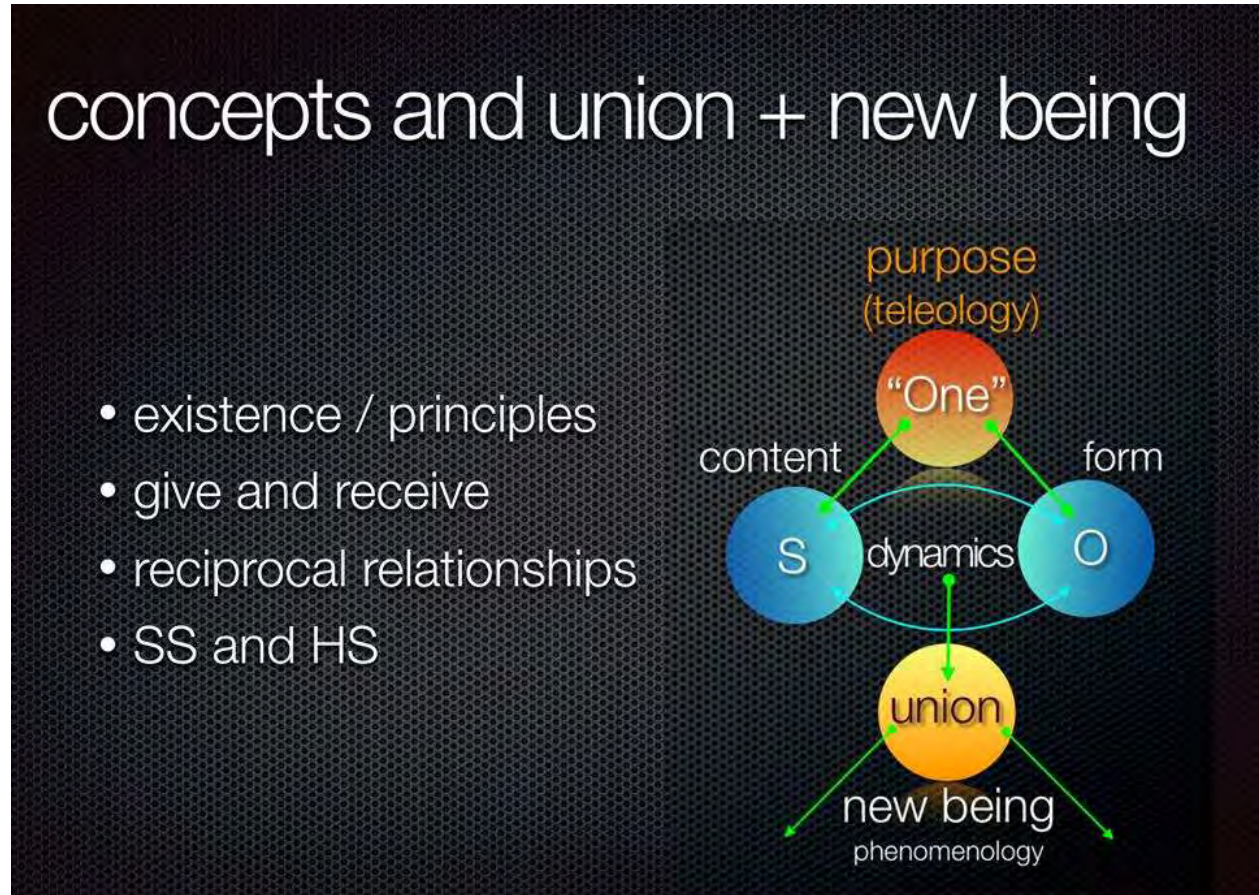 concepts and union + new being
• existence / principles
• give and receive
• reciprocal relationships
• SS and HS
purpose
(teleology)
“One”
content
form
S
dynamics
O
union
new being
phenomenology